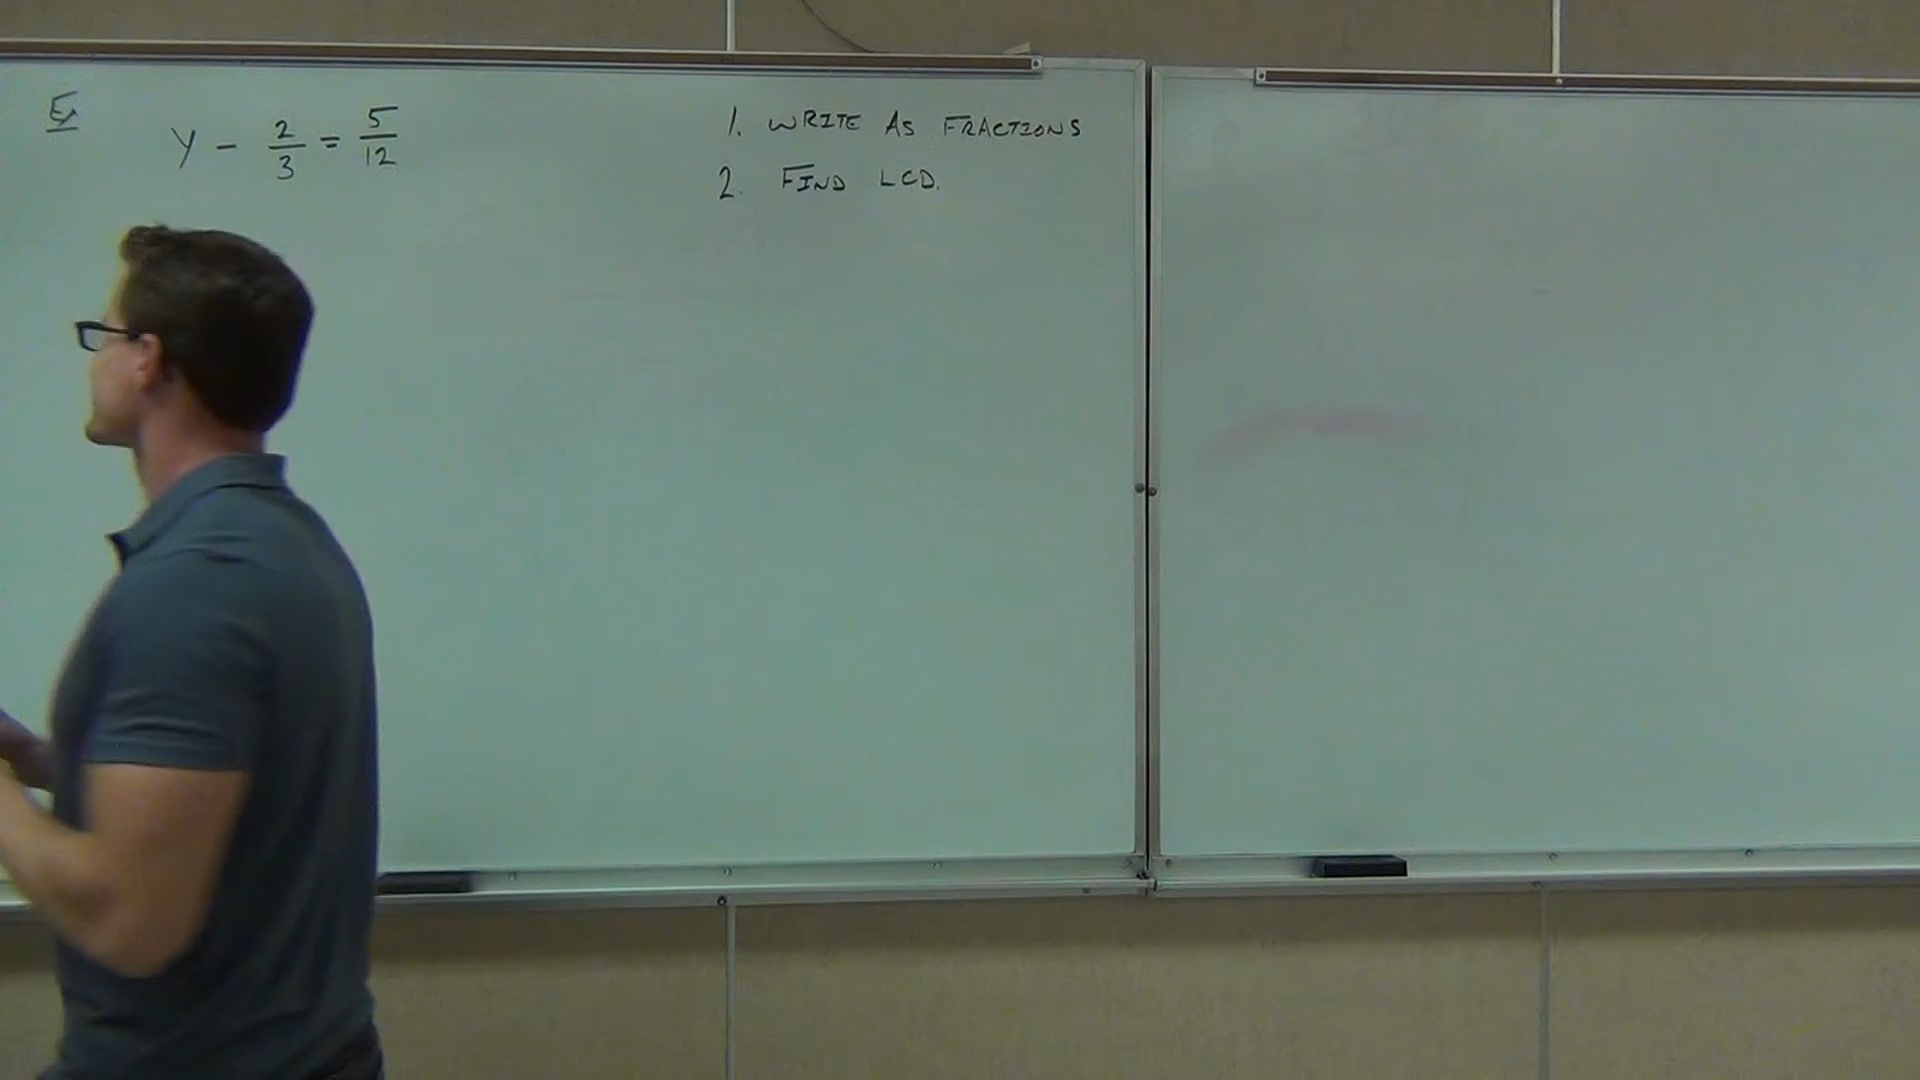 Ex
Y - 2/3 = 5/12
1. WRITE AS FRACTIONS
2. FIND LCD.